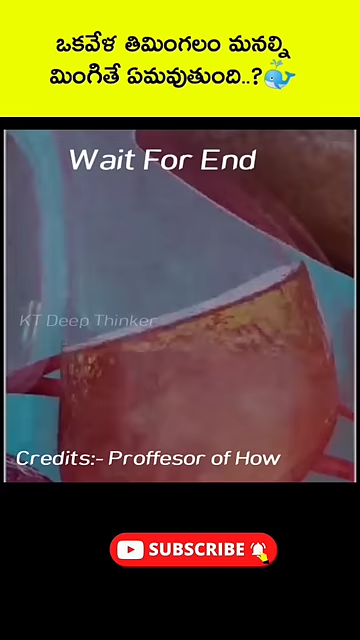 ఒకవేళ తిమింగలం మనల్ని
మింగితే ఏమవుతుంది..?🐳
Wait For End
KT Deep Thinker
Credits:- Proffesor of How
SUBSCRIBE